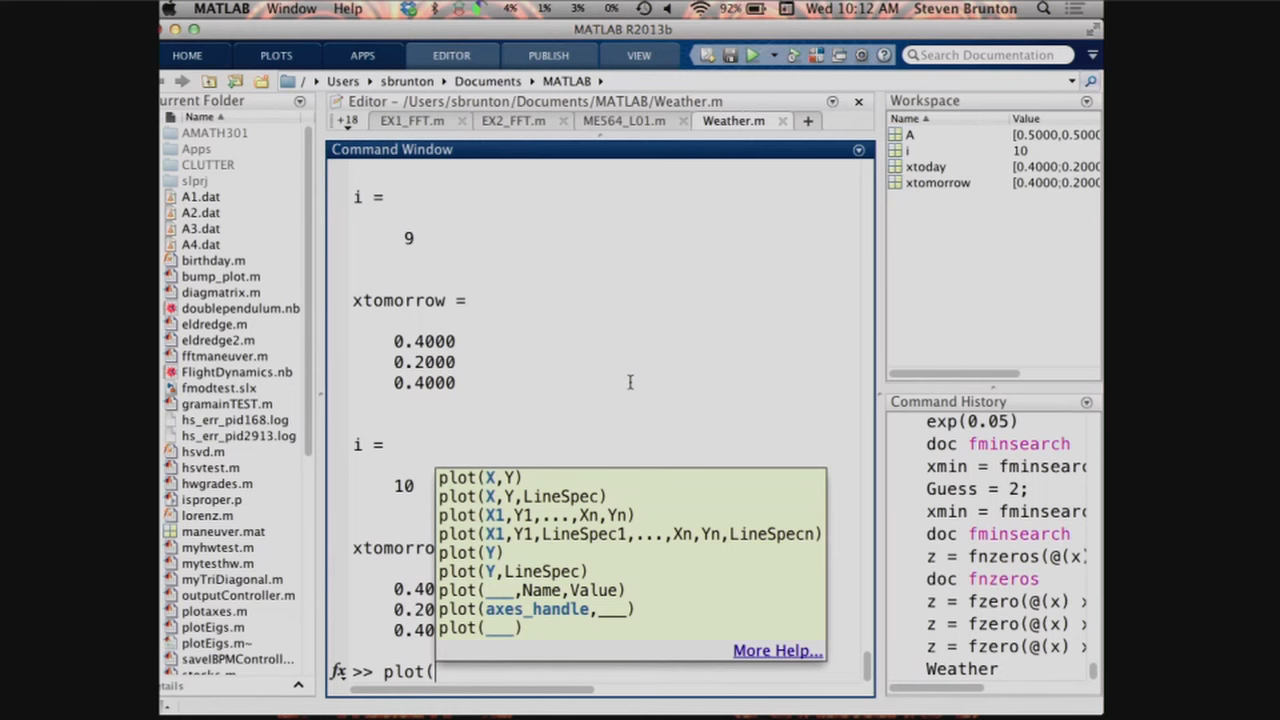 MATLAB Window Help 4% 1% 3% 0% 92% Wed 10:12 AM Steven Brunton
MATLAB R2013b
HOME PLOTS APPS EDITOR PUBLISH VIEW Search Documentation
/ Users sbrunton Documents MATLAB
urrent Folder
Name
AMATH301
Apps
CLUTTER
slprj
A1.dat
A2.dat
A3.dat
A4.dat
birthday.m
bump_plot.m
diagmatrix.m
doublependulum.nb
eldredge.m
eldredge2.m
fftmaneuver.m
FlightDynamics.nb
fmodtest.slx
gramainTEST.m
hs_err_pid168.log
hs_err_pid2913.log
hsvd.m
hsvtest.m
hwgrades.m
isproper.p
lorenz.m
maneuver.mat
myhwtest.m
mytesthw.m
myTriDiagonal.m
outputController.m
plotaxes.m
plotEigs.m
plotEigs.m~
saveIBPMControll...
stocks.m
etails
Editor - /Users/sbrunton/Documents/MATLAB/Weather.m
+18 EX1_FFT.m EX2_FFT.m ME564_L01.m Weather.m +
Command Window
i =
9
xtomorrow =
0.4000
0.2000
0.4000
i =
10
xtomorro
0.40
0.20
0.40
fx >> plot(
plot(X,Y)
plot(X,Y,LineSpec)
plot(X1,Y1,...,Xn,Yn)
plot(X1,Y1,LineSpec1,...,Xn,Yn,LineSpecn)
plot(Y)
plot(Y,LineSpec)
plot(___,Name,Value)
plot(axes_handle,___)
plot(___)
More Help...
Workspace
Name Value
A [0.5000,0.5000
i 10
xtoday [0.4000;0.2000
xtomorrow [0.4000;0.2000
Command History
exp(0.05)
doc fminsearch
xmin = fminsearc
Guess = 2;
xmin = fminsearc
doc fminsearch
z = fnzeros(@(x)
doc fnzeros
z = fzero(@(x) x
z = fzero(@(x) x
z = fzero(@(x) x
Weather